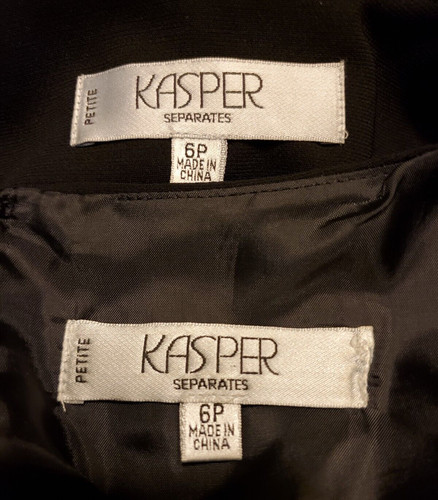 PETITE
KASPER
SEPARATES
6P
MADE IN
CHINA
PETITE
KASPER
SEPARATES
6P
MADE IN
CHINA